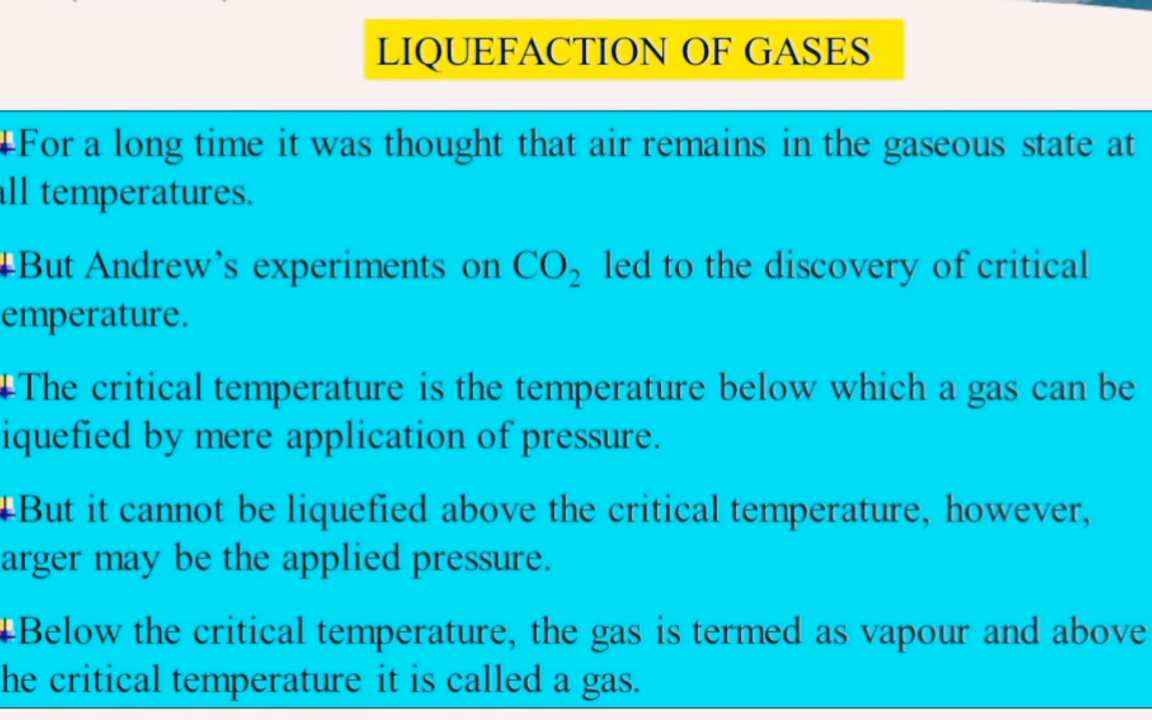 LIQUEFACTION OF GASES
For a long time it was thought that air remains in the gaseous state at
all temperatures.
But Andrew’s experiments on CO₂ led to the discovery of critical
emperature.
The critical temperature is the temperature below which a gas can be
iquefied by mere application of pressure.
But it cannot be liquefied above the critical temperature, however,
arger may be the applied pressure.
Below the critical temperature, the gas is termed as vapour and above
he critical temperature it is called a gas.